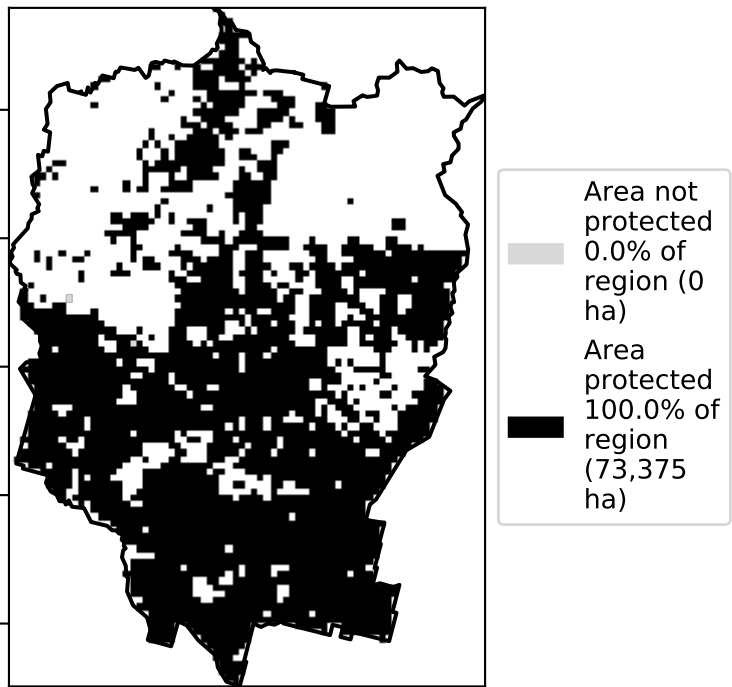 Area not
protected
0.0% of
region (0
ha)
Area
protected
100.0% of
region
(73,375
ha)